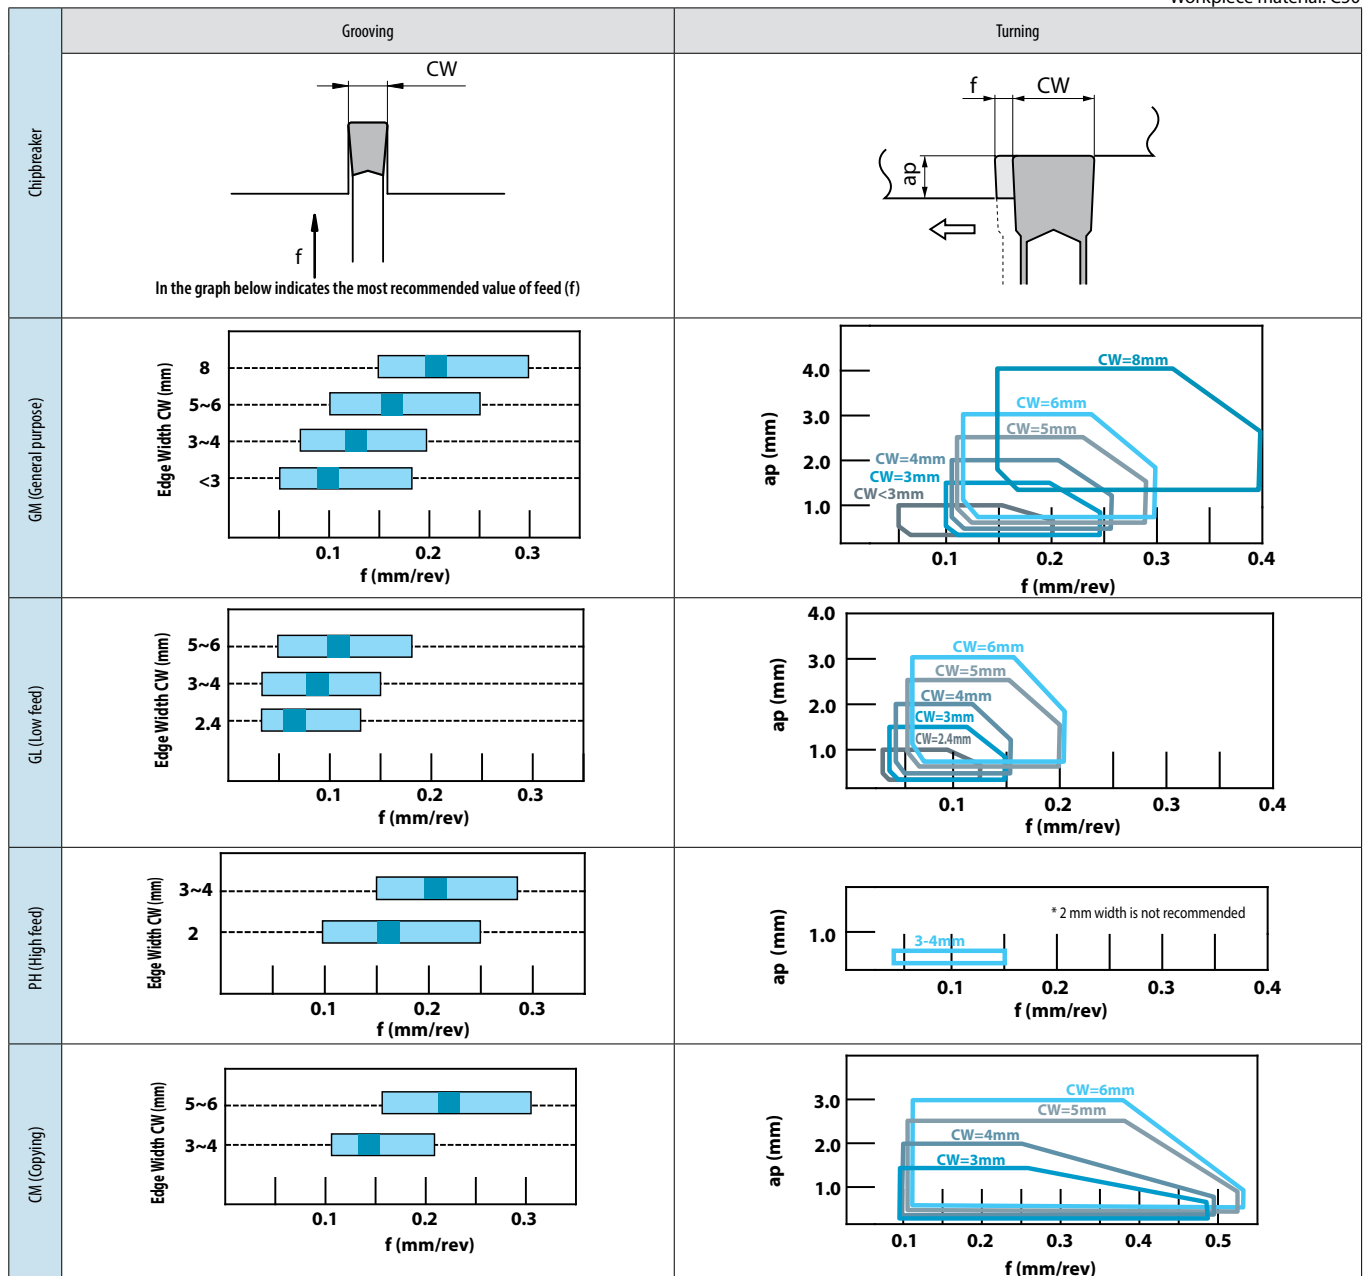 Workpiece material: C50
Grooving
Turning
Chipbreaker
CW
f
In the graph below indicates the most recommended value of feed (f)
f
CW
ap
GM (General purpose)
Edge Width CW (mm)
8
5~6
3~4
<3
0.1
0.2
0.3
f (mm/rev)
ap (mm)
4.0
3.0
2.0
1.0
CW=8mm
CW=6mm
CW=5mm
CW=4mm
CW=3mm
CW<3mm
0.1
0.2
0.3
0.4
f (mm/rev)
GL (Low feed)
Edge Width CW (mm)
5~6
3~4
2.4
0.1
0.2
0.3
f (mm/rev)
ap (mm)
4.0
3.0
2.0
1.0
CW=6mm
CW=5mm
CW=4mm
CW=3mm
CW=2.4mm
0.1
0.2
0.3
0.4
f (mm/rev)
PH (High feed)
Edge Width CW (mm)
3~4
2
0.1
0.2
0.3
f (mm/rev)
ap (mm)
1.0
* 2 mm width is not recommended
3-4mm
0.1
0.2
0.3
0.4
f (mm/rev)
CM (Copying)
Edge Width CW (mm)
5~6
3~4
0.1
0.2
0.3
f (mm/rev)
ap (mm)
3.0
2.0
1.0
CW=6mm
CW=5mm
CW=4mm
CW=3mm
0.1
0.2
0.3
0.4
0.5
f (mm/rev)